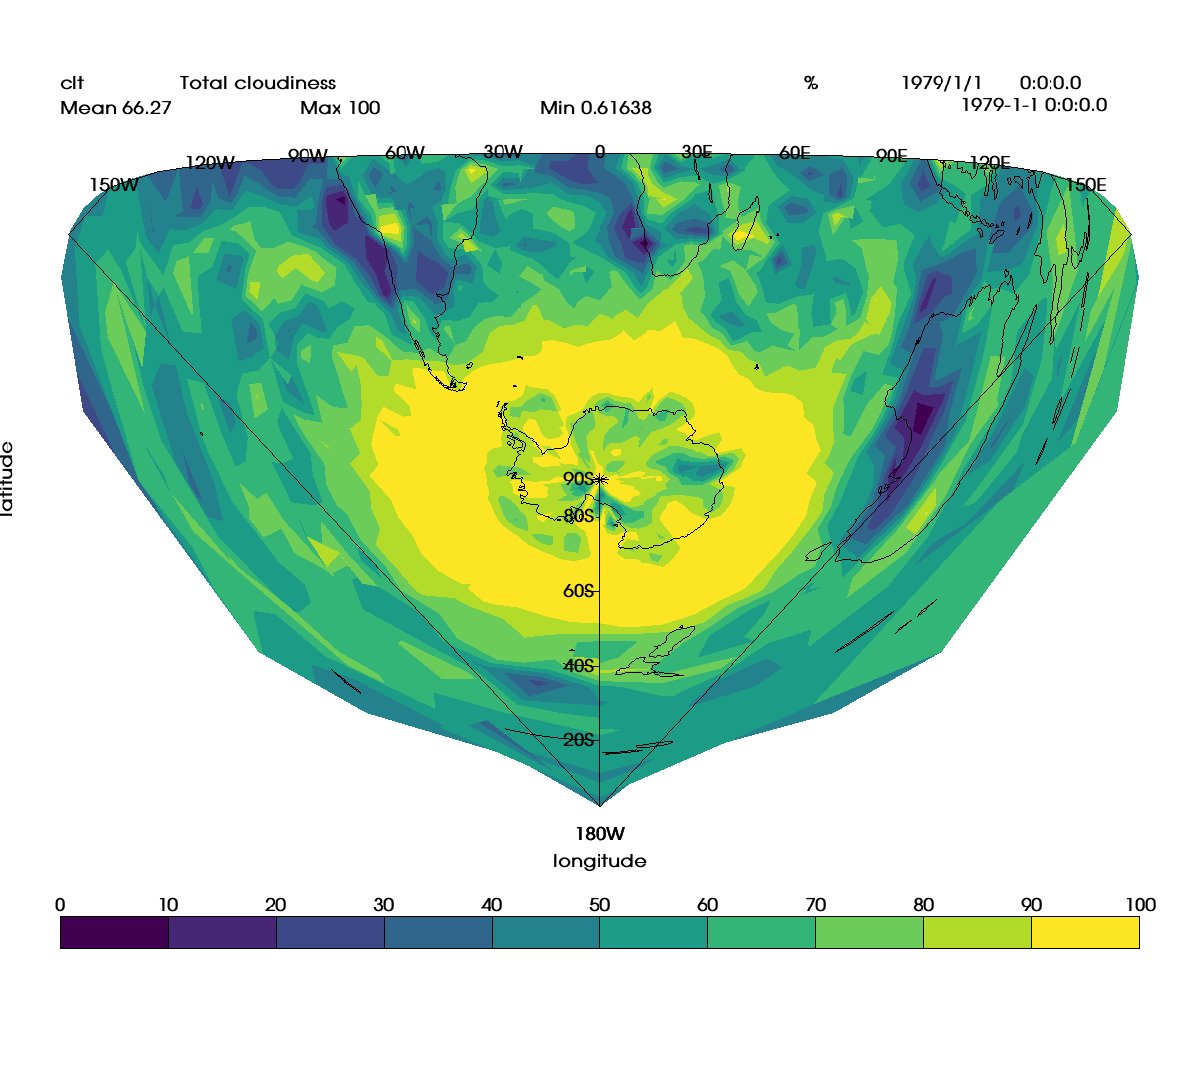 clt Total cloudiness % 1979/1/1 0:0:0.0
Mean 66.27 Max 100 Min 0.61638 1979-1-1 0:0:0.0
150W 120W 90W 60W 30W 0 30E 60E 90E 120E 150E
latitude
90S
80S
60S
40S
20S
180W
longitude
0 10 20 30 40 50 60 70 80 90 100